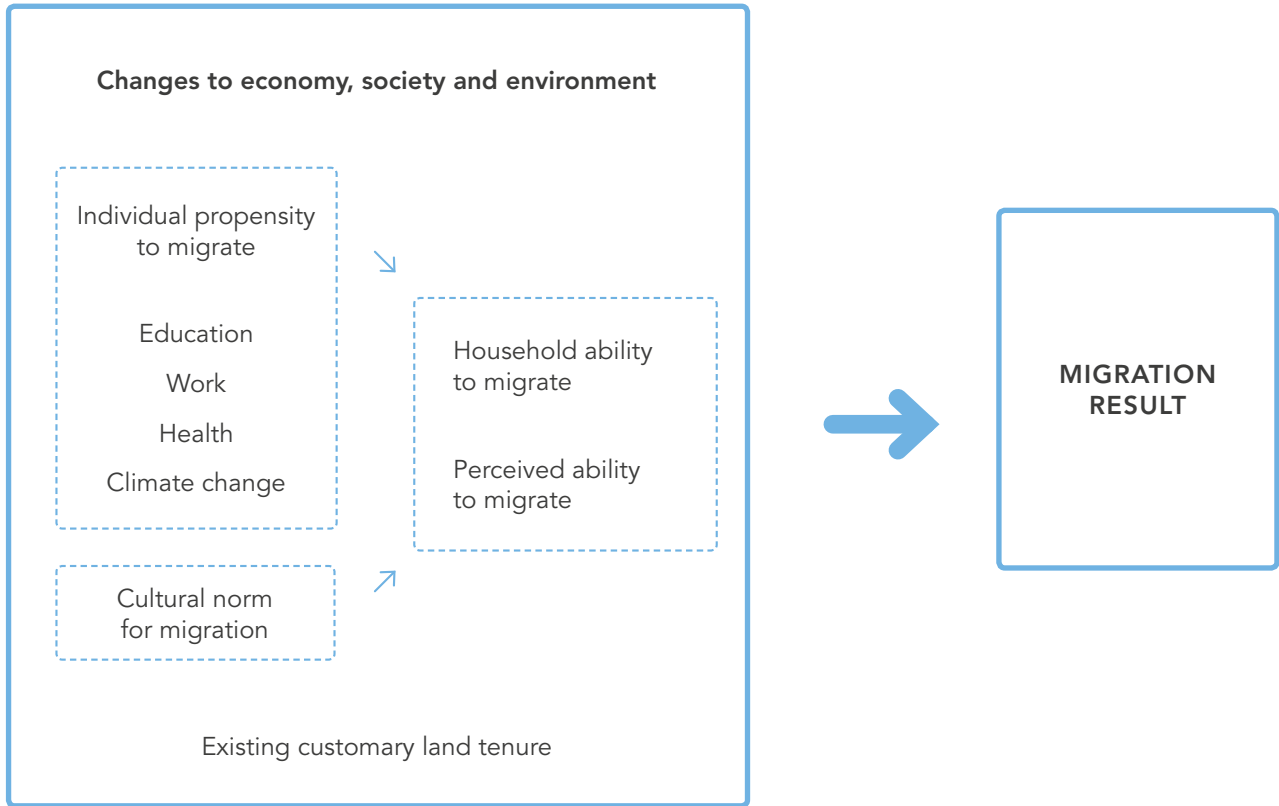 Changes to economy, society and environment
Individual propensity
to migrate
Education
Work
Health
Climate change
Cultural norm
for migration
Household ability
to migrate
Perceived ability
to migrate
Existing customary land tenure
MIGRATION
RESULT